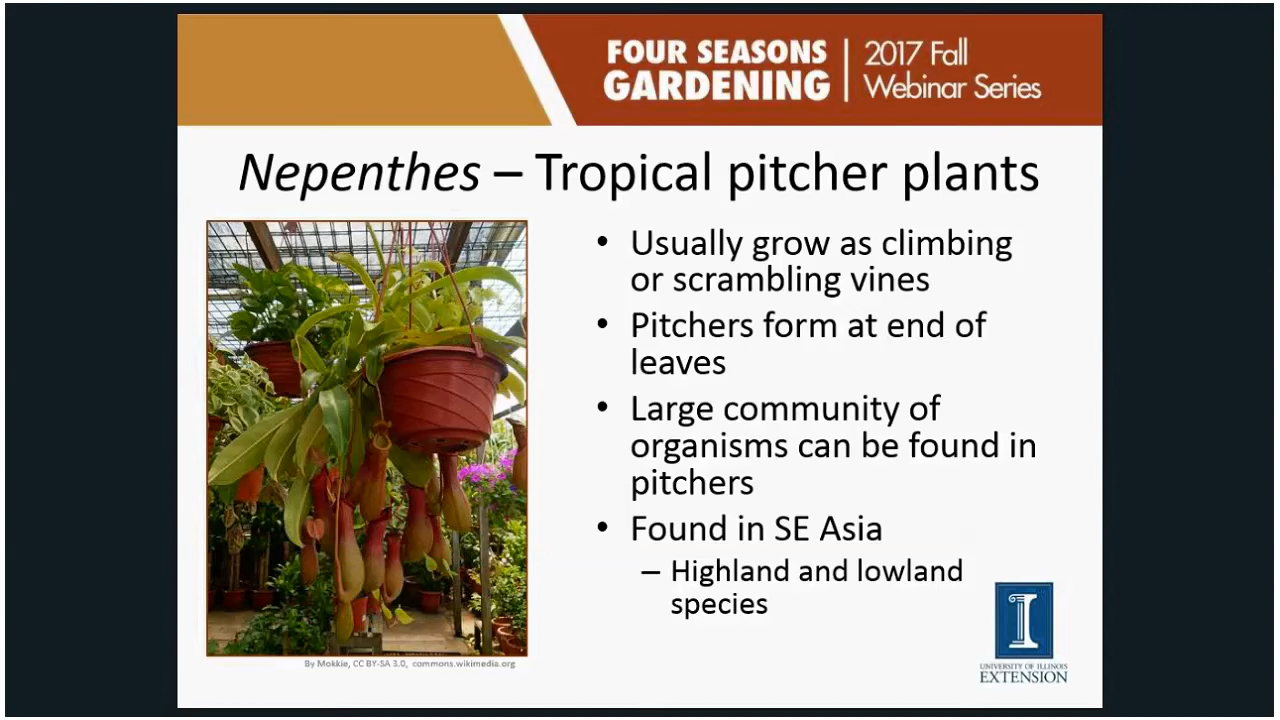 FOUR SEASONS
GARDENING
2017 Fall
Webinar Series
Nepenthes – Tropical pitcher plants
• Usually grow as climbing
or scrambling vines
• Pitchers form at end of
leaves
• Large community of
organisms can be found in
pitchers
• Found in SE Asia
– Highland and lowland
species
By Mokkie, CC BY-SA 3.0, commons.wikimedia.org
I
UNIVERSITY OF ILLINOIS
EXTENSION